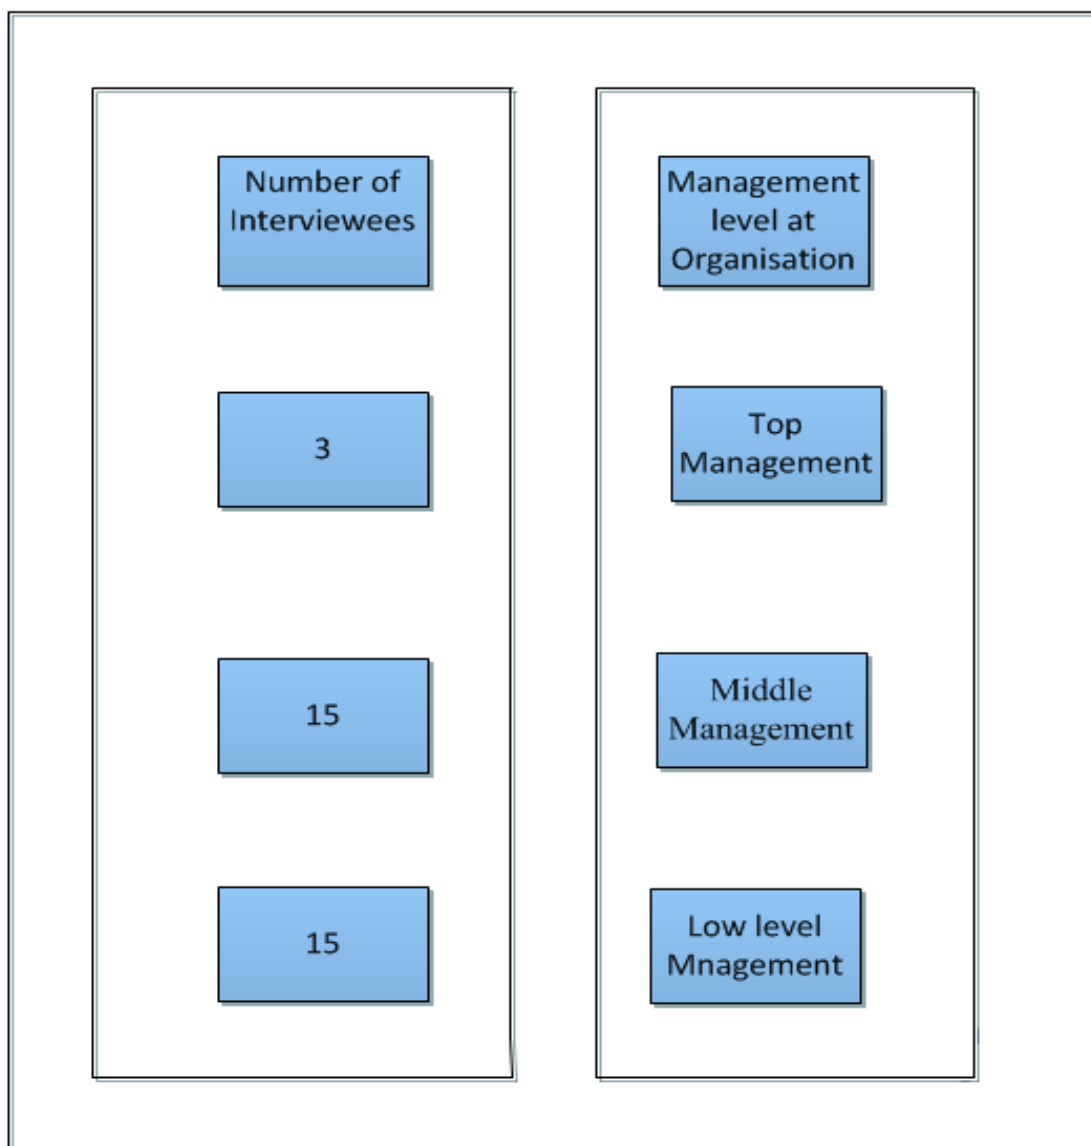 Number of
Interviewees
Management
level at
Organisation
3
Top
Management
15
Middle
Management
15
Low level
Mnagement